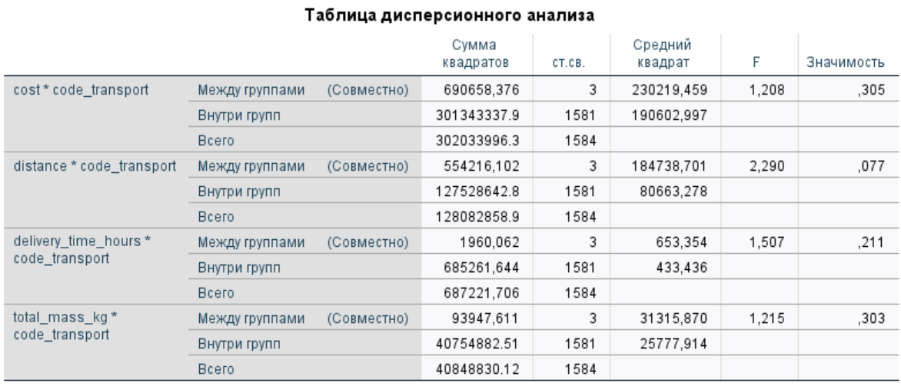 Таблица дисперсионного анализа
Сумма квадратов ст.св. Средний квадрат F Значимость
cost * code_transport Между группами (Совместно) 690658,376 3 230219,459 1,208 ,305
Внутри групп 301343337.9 1581 190602,997
Всего 302033996.3 1584
distance * code_transport Между группами (Совместно) 554216,102 3 184738,701 2,290 ,077
Внутри групп 127528642.8 1581 80663,278
Всего 128082858.9 1584
delivery_time_hours * code_transport Между группами (Совместно) 1960,062 3 653,354 1,507 ,211
Внутри групп 685261,644 1581 433,436
Всего 687221,706 1584
total_mass_kg * code_transport Между группами (Совместно) 93947,611 3 31315,870 1,215 ,303
Внутри групп 40754882.51 1581 25777,914
Всего 40848830.12 1584